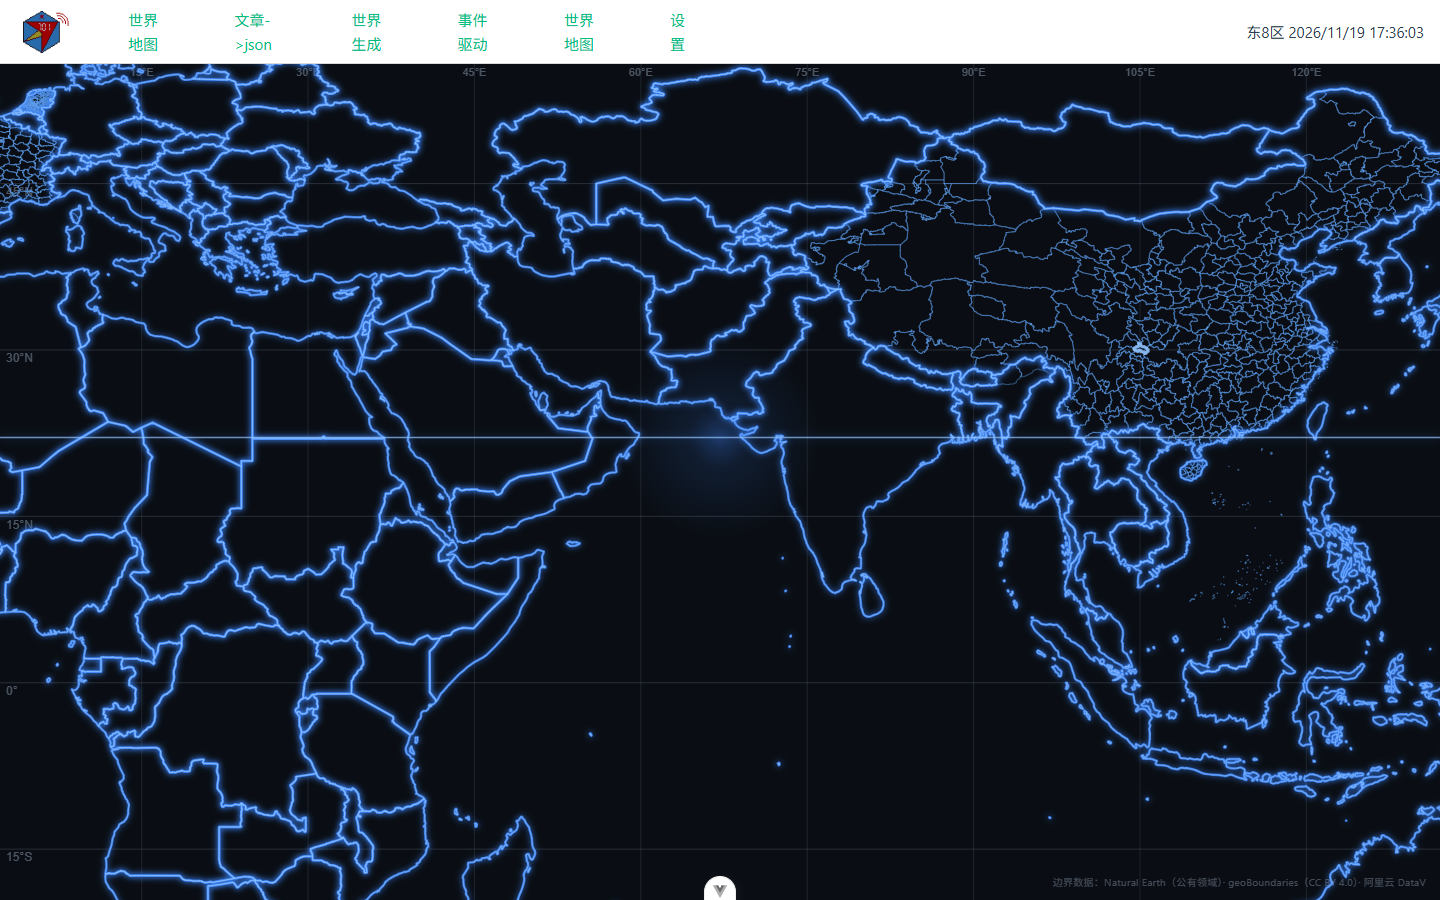 世界
地图
文章-
>json
世界
生成
事件
驱动
世界
地图
设
置
东8区 2026/11/19 17:36:03
15°E
30°E
45°E
60°E
75°E
90°E
105°E
120°E
30°N
15°N
0°
15°S
边界数据：Natural Earth（公有领域）· geoBoundaries（CC BY 4.0）· 阿里云 DataV